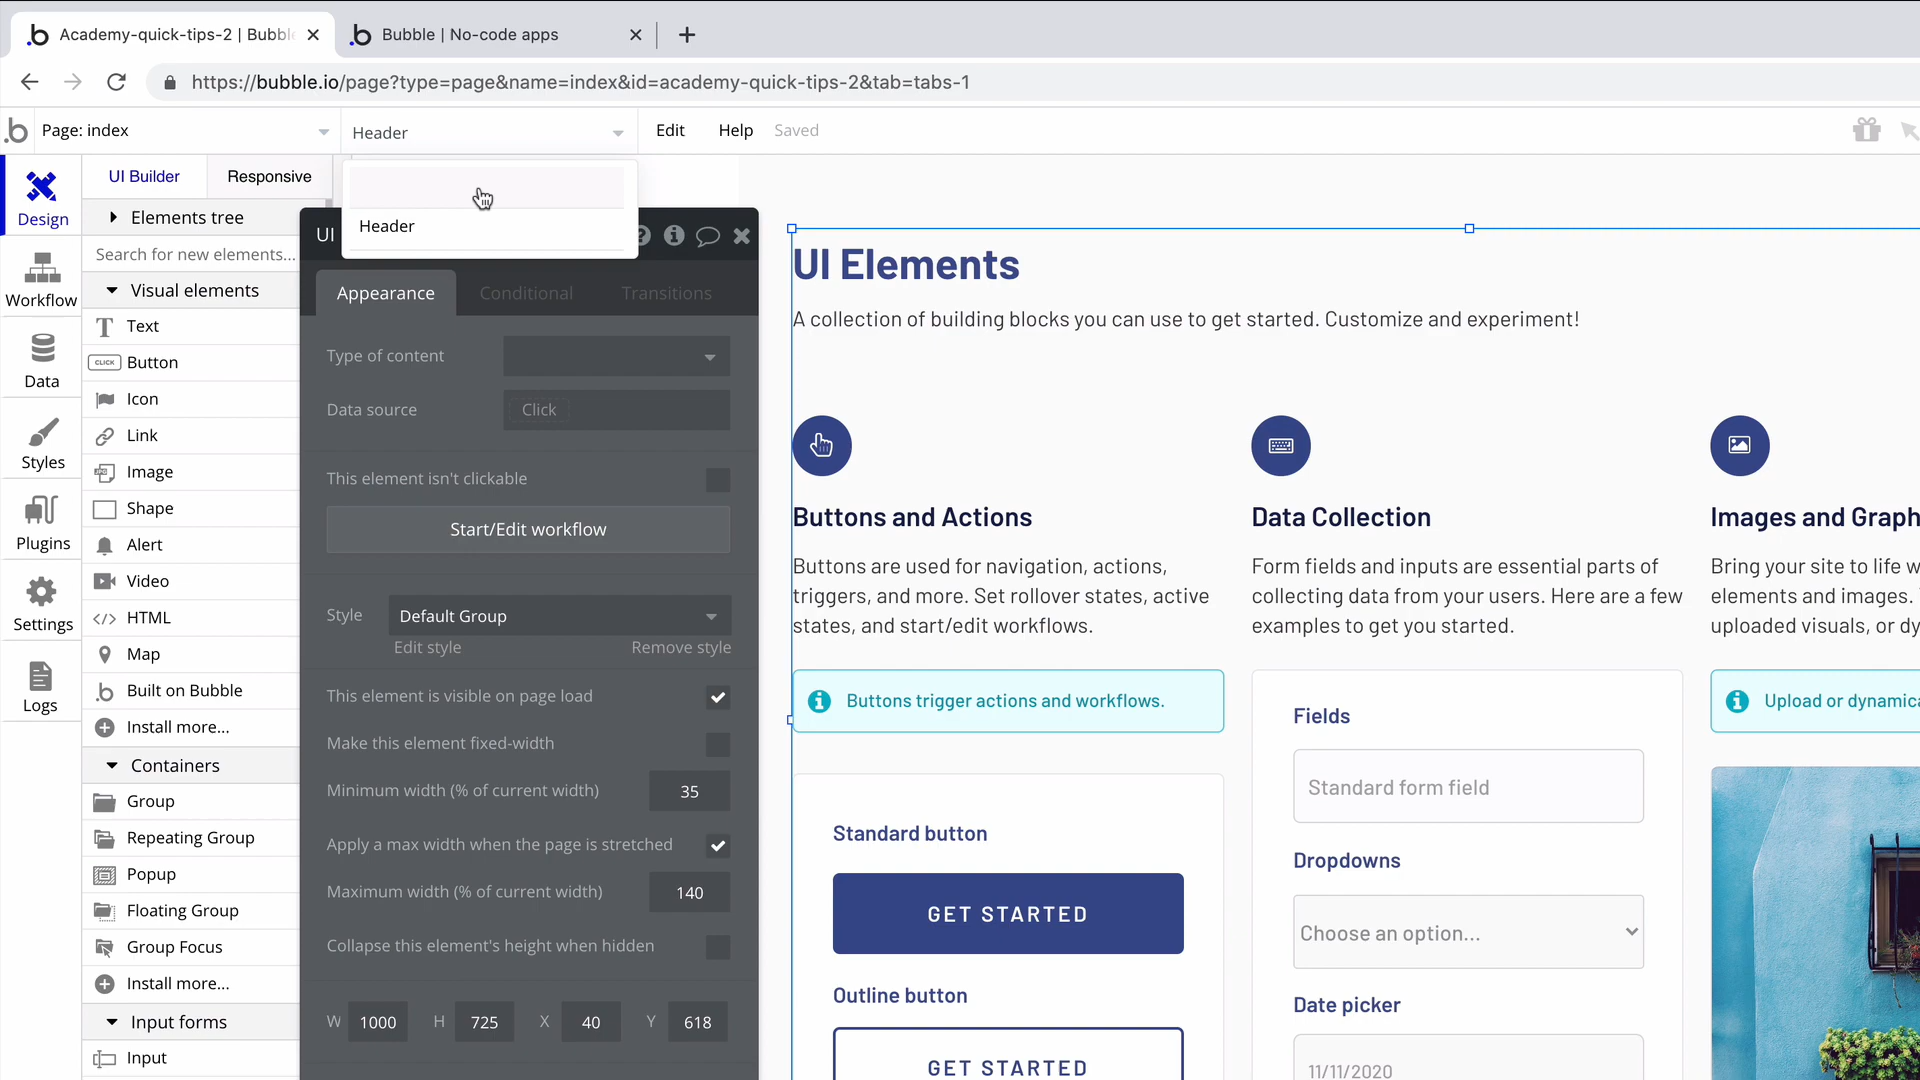 Academy-quick-tips-2 | Bubble
Bubble | No-code apps
https://bubble.io/page?type=page&name=index&id=academy-quick-tips-2&tab=tabs-1
Page: index
Header
Edit
Help
Saved
UI Builder
Responsive
Header
Design
Workflow
Data
Styles
Plugins
Settings
Logs
Elements tree
Search for new elements...
Visual elements
Text
CLICK
Button
Icon
Link
Image
Shape
Alert
Video
HTML
Map
Built on Bubble
Install more...
Containers
Group
Repeating Group
Popup
Floating Group
Group Focus
Install more...
Input forms
Input
UI
Appearance
Conditional
Transitions
Type of content
Data source
Click
This element isn't clickable
Start/Edit workflow
Style
Default Group
Edit style
Remove style
This element is visible on page load
Make this element fixed-width
Minimum width (% of current width)
35
Apply a max width when the page is stretched
Maximum width (% of current width)
140
Collapse this element's height when hidden
W 1000 H 725 X 40 Y 618
UI Elements
A collection of building blocks you can use to get started. Customize and experiment!
Buttons and Actions
Buttons are used for navigation, actions,
triggers, and more. Set rollover states, active
states, and start/edit workflows.
Buttons trigger actions and workflows.
Standard button
GET STARTED
Outline button
GET STARTED
Data Collection
Form fields and inputs are essential parts of
collecting data from your users. Here are a few
examples to get you started.
Fields
Standard form field
Dropdowns
Choose an option...
Date picker
11/11/2020
Images and Graph
Bring your site to life w
elements and images.
uploaded visuals, or dy
Upload or dynamica